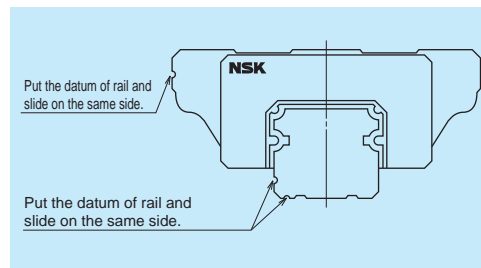 NSK
Put the datum of rail and
slide on the same side.
Put the datum of rail and
slide on the same side.